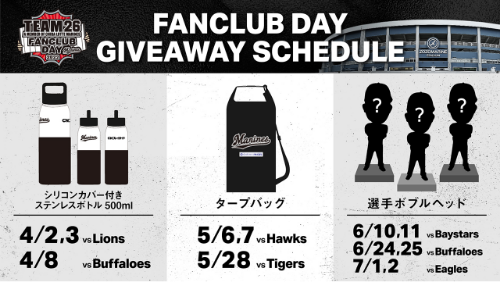 TEAM26
FANCLUB
DAY
FANCLUB DAY
GIVEAWAY SCHEDULE
ZOZOMARINE
Marines
Marines
シリコンカバー付き
ステンレスボトル 500ml
タープバッグ
選手ボブルヘッド
4/2,3 vs Lions
4/8 vs Buffaloes
5/6,7 vs Hawks
5/28 vs Tigers
6/10,11 vs Baystars
6/24,25 vs Buffaloes
7/1,2 vs Eagles